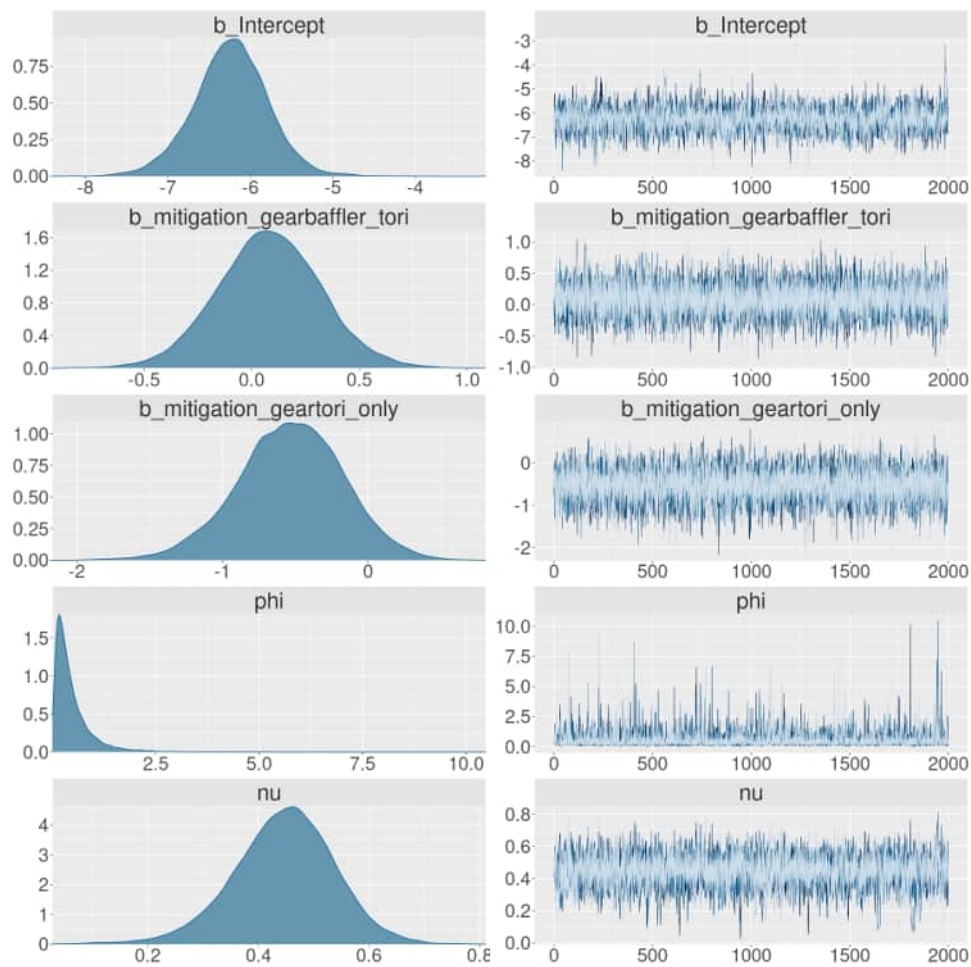 b_Intercept
0.75
0.50
0.25
0.00
-8 -7 -6 -5 -4
b_Intercept
-3
-4
-5
-6
-7
-8
0 500 1000 1500 2000
b_mitigation_gearbaffler_tori
1.6
1.2
0.8
0.4
0.0
-0.5 0.0 0.5 1.0
b_mitigation_gearbaffler_tori
1.0
0.5
0.0
-0.5
-1.0
0 500 1000 1500 2000
b_mitigation_geartori_only
1.00
0.75
0.50
0.25
0.00
-2 -1 0
b_mitigation_geartori_only
0
-1
-2
0 500 1000 1500 2000
phi
1.5
1.0
0.5
0.0
2.5 5.0 7.5 10.0
phi
10.0
7.5
5.0
2.5
0.0
0 500 1000 1500 2000
nu
4
3
2
1
0
0.2 0.4 0.6 0.8
nu
0.8
0.6
0.4
0.2
0.0
0 500 1000 1500 2000